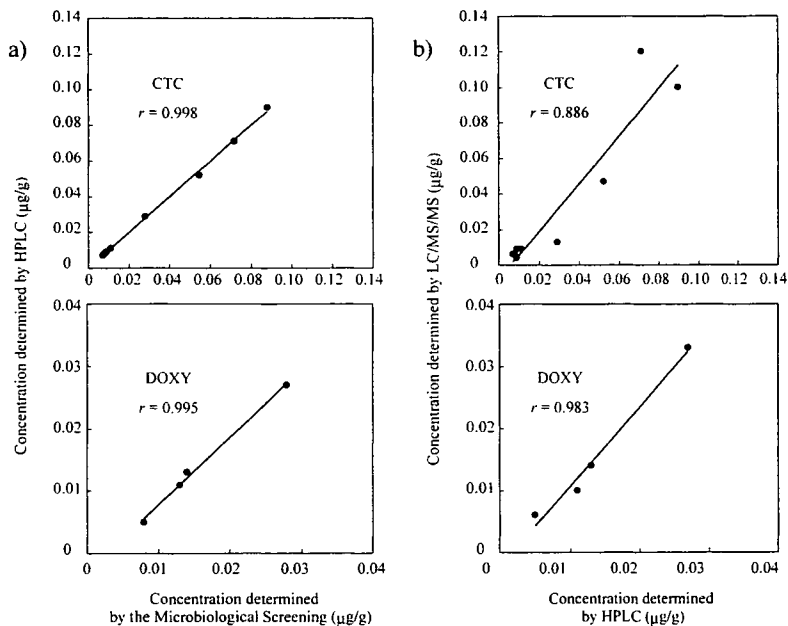 a)
Concentration determined by HPLC (µg/g)
0.14
0.12
0.10
0.08
0.06
0.04
0.02
0
CTC
r = 0.998
0 0.02 0.04 0.06 0.08 0.10 0.12 0.14
0.04
0.03
0.02
0.01
0
DOXY
r = 0.995
0.01 0.02 0.03 0.04
Concentration determined
by the Microbiological Screening (µg/g)
b)
Concentration determined by LC/MS/MS (µg/g)
0.14
0.12
0.10
0.08
0.06
0.04
0.02
0
CTC
r = 0.886
0 0.02 0.04 0.06 0.08 0.10 0.12 0.14
0.04
0.03
0.02
0.01
0
DOXY
r = 0.983
0.01 0.02 0.03 0.04
Concentration determined
by HPLC (µg/g)